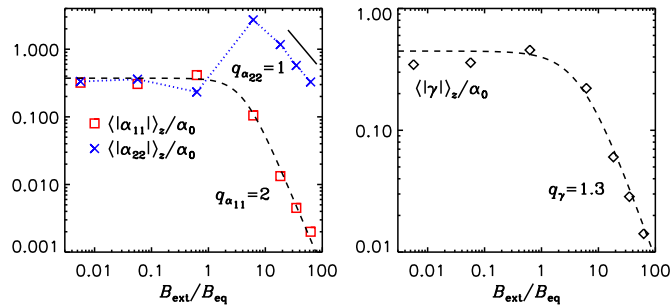 1.000
0.100
0.010
0.001
q_α22=1
⟨|α₁₁|⟩_z/α₀
⟨|α₂₂|⟩_z/α₀
q_α11=2
0.01 0.1 1 10 100
B_ext/B_eq
1.00
0.10
0.01
⟨|γ|⟩_z/α₀
q_γ=1.3
0.01 0.1 1 10 100
B_ext/B_eq